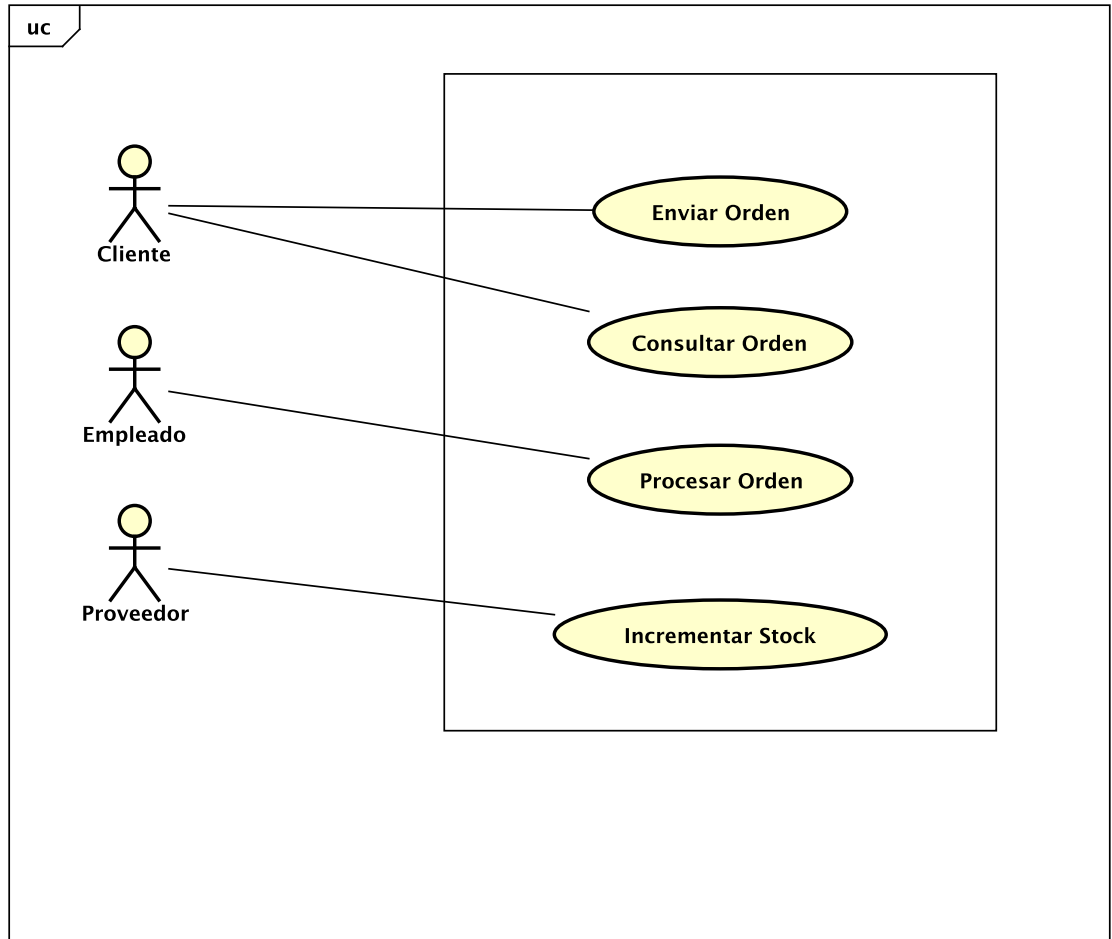 uc
Cliente
Enviar Orden
Consultar Orden
Empleado
Procesar Orden
Proveedor
Incrementar Stock